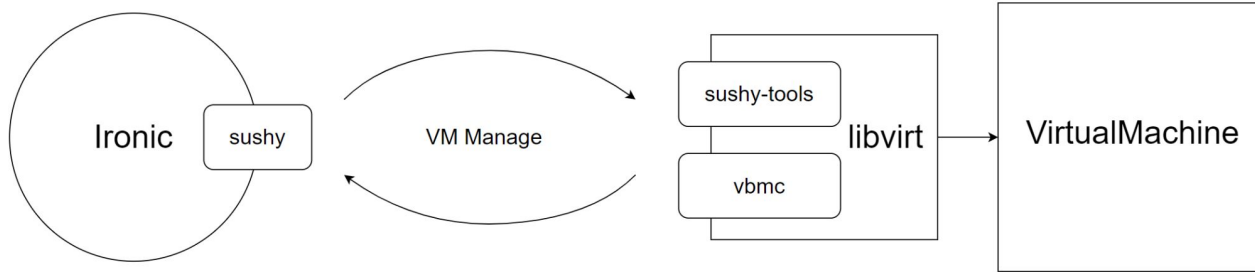 Ironic
sushy
VM Manage
sushy-tools
vbmc
libvirt
VirtualMachine